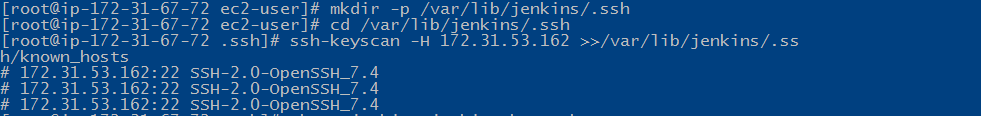 [root@ip-172-31-67-72 ec2-user]# mkdir -p /var/lib/jenkins/.ssh
[root@ip-172-31-67-72 ec2-user]# cd /var/lib/jenkins/.ssh
[root@ip-172-31-67-72 .ssh]# ssh-keyscan -H 172.31.53.162 >>/var/lib/jenkins/.ss
h/known_hosts
# 172.31.53.162:22 SSH-2.0-OpenSSH_7.4
# 172.31.53.162:22 SSH-2.0-OpenSSH_7.4
# 172.31.53.162:22 SSH-2.0-OpenSSH_7.4